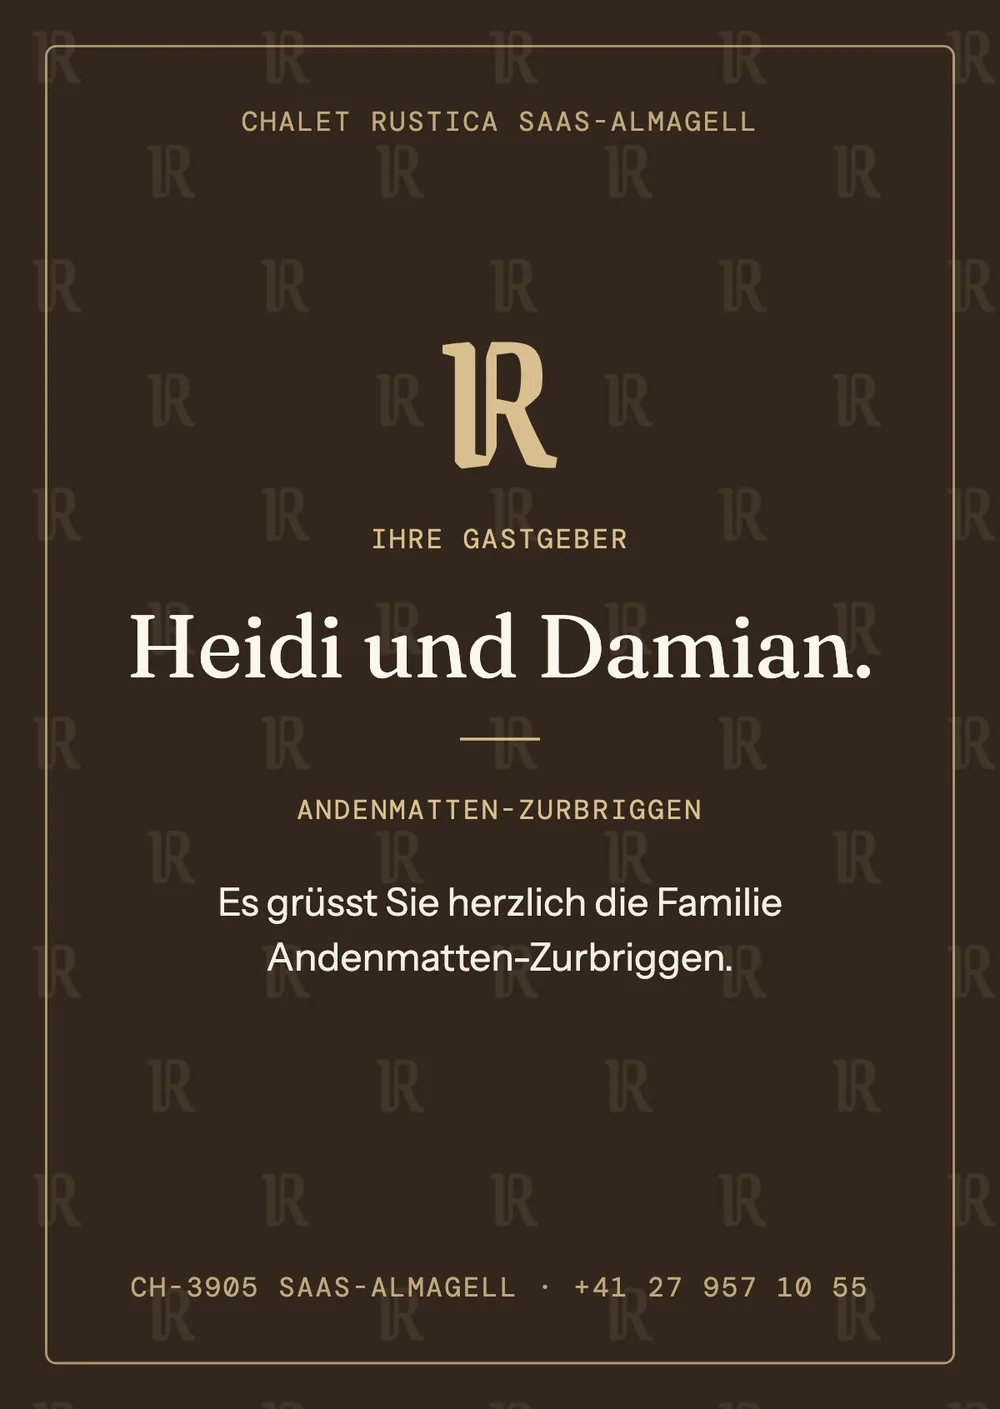 CHALET RUSTICA SAAS-ALMAGELL
R
IHRE GASTGEBER
Heidi und Damian.
ANDENMATTEN-ZURBRIGGEN
Es grüsst Sie herzlich die Familie
Andenmatten-Zurbriggen.
CH-3905 SAAS-ALMAGELL · +41 27 957 10 55